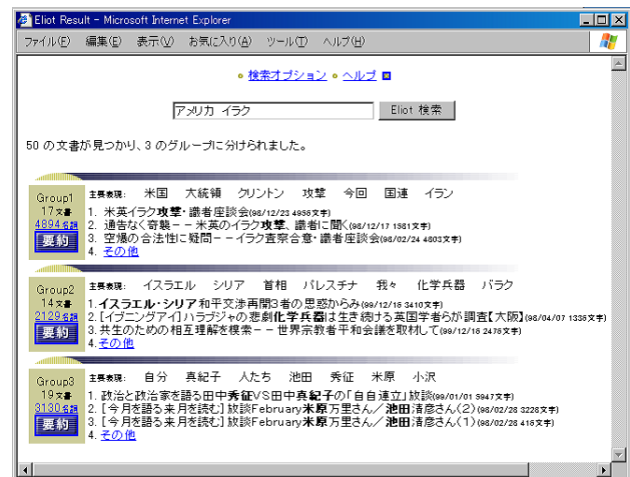 Eliot Result - Microsoft Internet Explorer
ファイル(F) 編集(E) 表示(V) お気に入り(A) ツール(T) ヘルプ(H)
検索オプション ヘルプ
アメリカ イラク Eliot 検索
50 の文書が見つかり、3 のグループに分けられました。
Group1 主要表現: 米国 大統領 クリントン 攻撃 今回 国連 イラン
17文書 1. 米英イラク攻撃・識者座談会(98/12/23 4956文字)
4894名詞 2. 通告なく奇襲－－米英のイラク攻撃、識者に聞く(98/12/17 1581文字)
要約 3. 空爆の合法性に疑問－－イラク査察合意・識者座談会(98/02/24 4603文字)
4. その他
Group2 主要表現: イスラエル シリア 首相 パレスチナ 我々 化学兵器 バラク
14文書 1. イスラエル・シリア和平交渉再開3者の思惑からみ(99/12/16 3410文字)
2129名詞 2. [イブニングアイ]ハラブジャの悲劇化学兵器は生き続ける英国学者らが調査【大阪】(98/04/07 1335文字)
要約 3. 共生のための相互理解を模索－－世界宗教者平和会議を取材して(99/12/16 2475文字)
4. その他
Group3 主要表現: 自分 真紀子 人たち 池田 秀征 米原 小沢
19文書 1. 政治と政治家を語る田中秀征VS田中真紀子の「自自連立」放談(99/01/01 5947文字)
3130名詞 2. [今月を語る来月を読む]放談February米原万里さん／池田清彦さん(2)(98/02/28 3228文字)
要約 3. [今月を語る来月を読む]放談February米原万里さん／池田清彦さん(1)(98/02/28 418文字)
4. その他